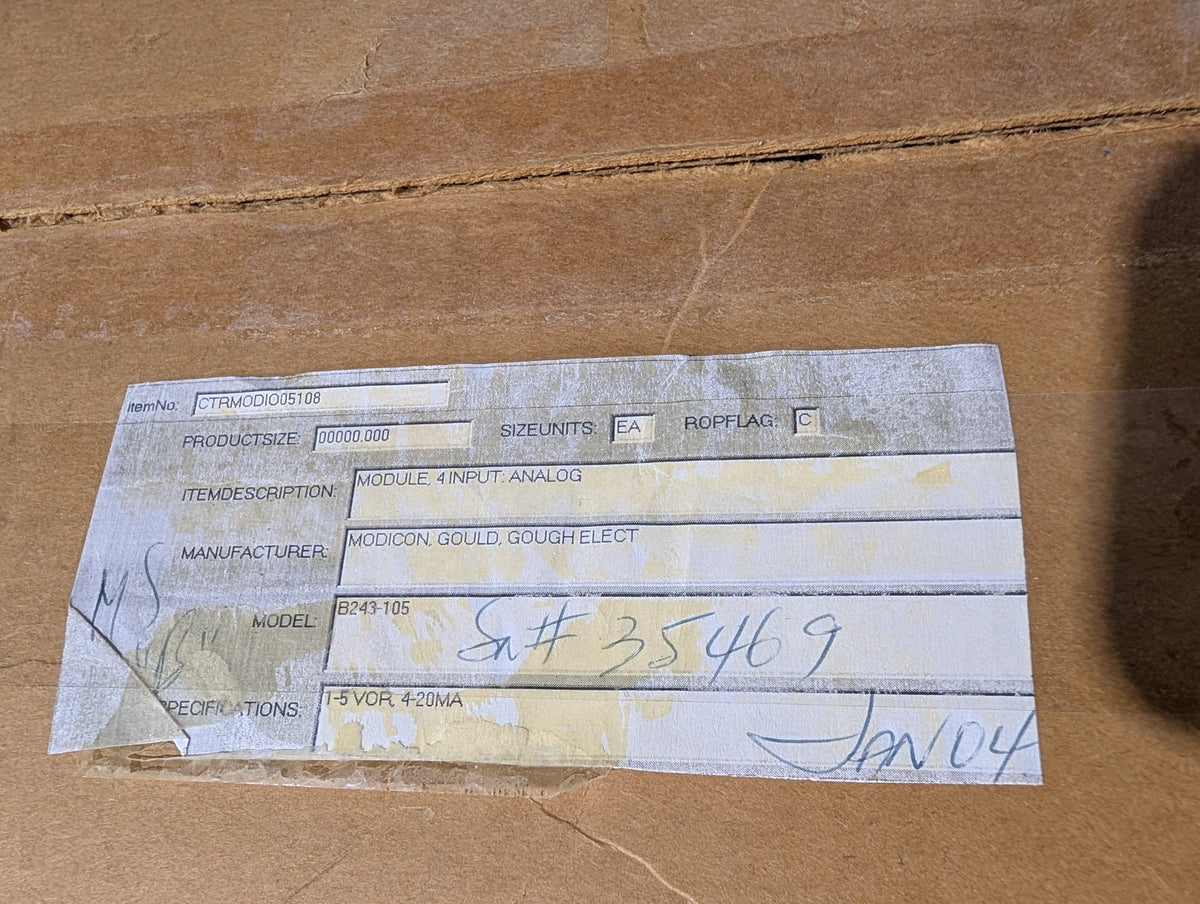 itemNo: CTRMODIO05108
PRODUCTSIZE: 00000.000 SIZEUNITS: EA ROPFLAG: C
ITEMDESCRIPTION: MODULE, 4 INPUT: ANALOG
MANUFACTURER: MODICON, GOULD, GOUGH ELECT
MS
"B"
MODEL: B243-105
Sn# 35469
SPECIFICATIONS: 1-5 VOR, 4-20MA
JAN 04